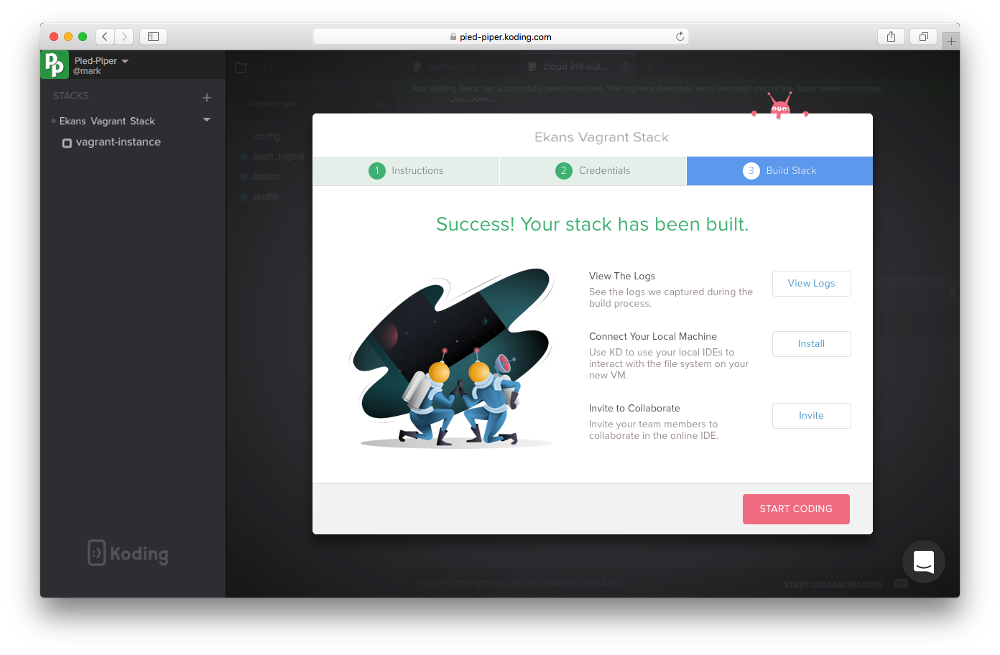 pied-piper.koding.com
Pp
Pied-Piper
@mark
STACKS
Ekans Vagrant Stack
vagrant-instance
Koding
/home/mark
.config
.bash_logout
.bashrc
.profile
cloud-init-out...
Your Koding Stack has successfully been initialized. The log here describes each executed step of the Stack creation process.
Ekans Vagrant Stack
1 Instructions
2 Credentials
3 Build Stack
Success! Your stack has been built.
View The Logs
See the logs we captured during the
build process.
View Logs
Connect Your Local Machine
Use KD to use your local IDEs to
interact with the file system on your
new VM.
Install
Invite to Collaborate
Invite your team members to
collaborate in the online IDE.
Invite
START CODING
START COLLABORATION